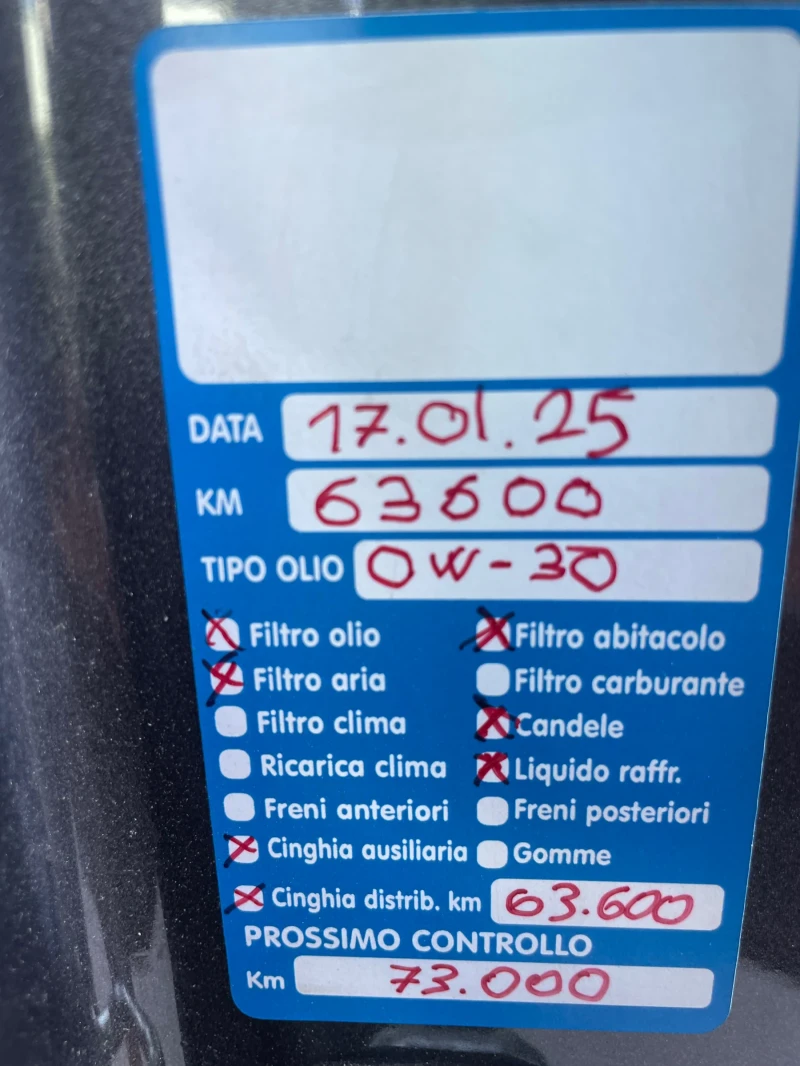 DATA 17.01.25
KM 63600
TIPO OLIO 0W-30
Filtro olio Filtro abitacolo
Filtro aria Filtro carburante
Filtro clima Candele
Ricarica clima Liquido raffr.
Freni anteriori Freni posteriori
Cinghia ausiliaria Gomme
Cinghia distrib. km 63.600
PROSSIMO CONTROLLO
Km 73.000